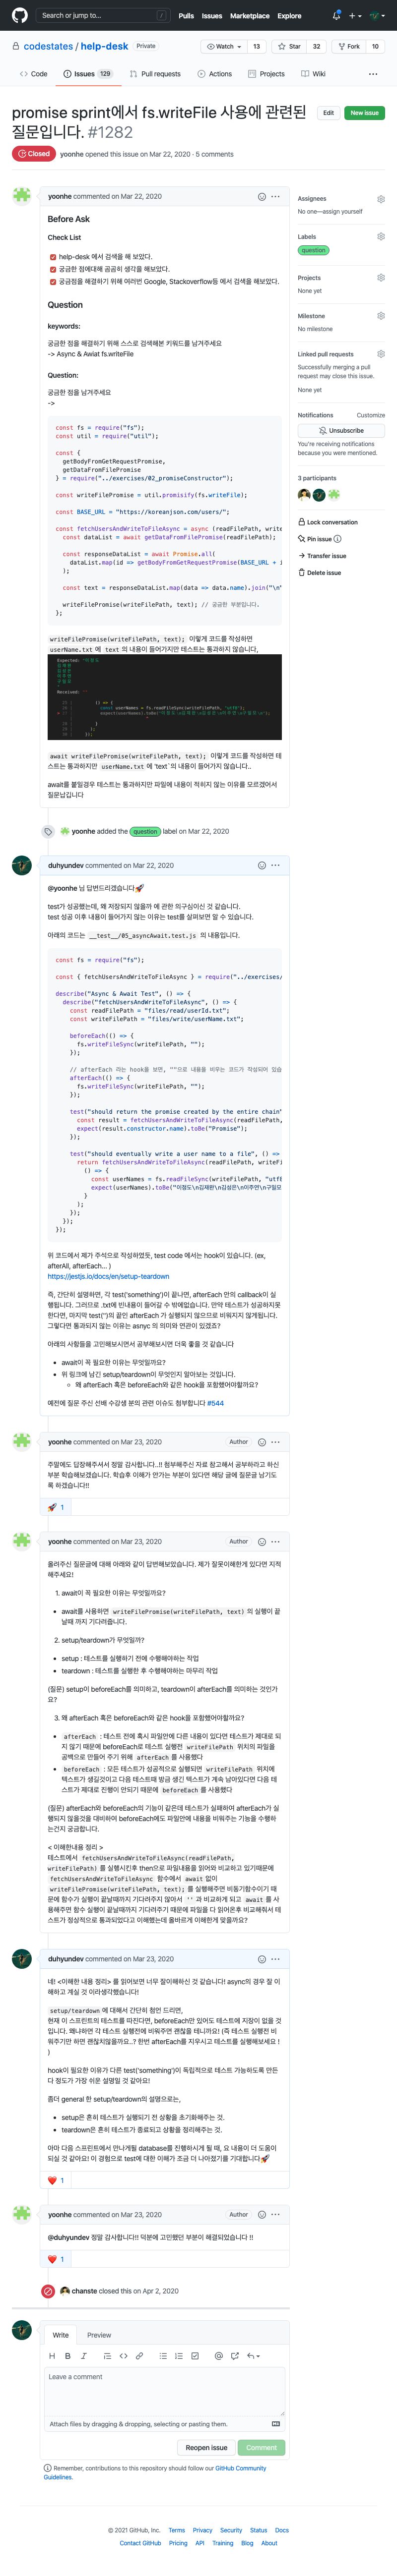 Search or jump to...
/
Pulls Issues Marketplace Explore
codestates / help-desk Private
Watch 13 Star 32 Fork 10
Code Issues 129 Pull requests Actions Projects Wiki
promise sprint에서 fs.writeFile 사용에 관련된
질문입니다. #1282
Edit New issue
Closed yoonhe opened this issue on Mar 22, 2020 · 5 comments
yoonhe commented on Mar 22, 2020
Before Ask
Check List
help-desk 에서 검색을 해 보았다.
궁금한 점에대해 곰곰히 생각을 해보았다.
궁금점을 해결하기 위해 여러번 Google, Stackoverflow등 에서 검색을 해보았다.
Question
keywords:
궁금한 점을 해결하기 위해 스스로 검색해본 키워드를 남겨주세요
-> Async & Awiat fs.writeFile
Question:
궁금한 점을 남겨주세요
->
const fs = require("fs");
const util = require("util");
const {
getBodyFromGetRequestPromise,
getDataFromFilePromise
} = require("../exercises/02_promiseConstructor");
const writeFilePromise = util.promisify(fs.writeFile);
const BASE_URL = "https://koreanjson.com/users/";
const fetchUsersAndWriteToFileAsync = async (readFilePath, write
const dataList = await getDataFromFilePromise(readFilePath);
const responseDataList = await Promise.all(
dataList.map(id => getBodyFromGetRequestPromise(BASE_URL + i
);
const text = responseDataList.map(data => data.name).join("\n"
writeFilePromise(writeFilePath, text); // 궁금한 부분입니다.
};
writeFilePromise(writeFilePath, text); 이렇게 코드를 작성하면
userName.txt 에 text 의 내용이 들어가지만 테스트는 통과하지 않습니다,
Received:
await writeFilePromise(writeFilePath, text); 이렇게 코드를 작성하면 테
스트는 통과하지만 userName.txt 에 'text`의 내용이 들어가지 않습니다..
await를 붙일경우 테스트는 통과하지만 파일에 내용이 적히지 않는 이유를 모르겠어서
질문남깁니다
yoonhe added the question label on Mar 22, 2020
duhyundev commented on Mar 22, 2020
@yoonhe 님 답변드리겠습니다🚀
test가 성공했는데, 왜 저장되지 않을까 에 관한 의구심이신 것 같습니다.
test 성공 이후 내용이 들어가지 않는 이유는 test를 살펴보면 알 수 있습니다.
아래의 코드는 __test__/05_asyncAwait.test.js 의 내용입니다.
const fs = require("fs");
const { fetchUsersAndWriteToFileAsync } = require("../exercises/
describe("Async & Await Test", () => {
describe("fetchUsersAndWriteToFileAsync", () => {
const readFilePath = "files/read/userId.txt";
const writeFilePath = "files/write/userName.txt";
beforeEach(() => {
fs.writeFileSync(writeFilePath, "");
});
// afterEach 라는 hook을 보면, ""으로 내용을 비우는 코드가 작성되어 있습
afterEach(() => {
fs.writeFileSync(writeFilePath, "");
});
test("should return the promise created by the entire chain"
const result = fetchUsersAndWriteToFileAsync(readFilePath,
expect(result.constructor.name).toBe("Promise");
});
test("should eventually write a user name to a file", () =>
return fetchUsersAndWriteToFileAsync(readFilePath, writeFi
() => {
const userNames = fs.readFileSync(writeFilePath, "utf8
expect(userNames).toBe("이정도\n김재완\n김성은\n이주연\n구일모
}
);
});
});
});
위 코드에서 제가 주석으로 작성하였듯, test code 에서는 hook이 있습니다. (ex,
afterAll, afterEach... )
https://jestjs.io/docs/en/setup-teardown
즉, 간단히 설명하면, 각 test('something')이 끝나면, afterEach 안의 callback이 실
행됩니다. 그러므로 .txt에 빈내용이 들어갈 수 밖에없습니다. 만약 테스트가 성공하지못
한다면, 마지막 test('')의 끝인 afterEach 가 실행되지 않으므로 비워지지 않게됩니다.
그렇다면 통과되지 않는 이유는 asnyc 의 의미와 연관이 있겠죠?
아래의 사항들을 고민해보시면서 공부해보시면 더욱 좋을 것 같습니다
await이 꼭 필요한 이유는 무엇일까요?
위 링크에 남긴 setup/teardown이 무엇인지 알아보는 것입니다.
왜 afterEach 혹은 beforeEach와 같은 hook을 포함했어야할까요?
예전에 질문 주신 선배 수강생 분의 관련 이슈도 첨부합니다 #544
yoonhe commented on Mar 23, 2020 Author
주말에도 답장해주셔서 정말 감사합니다..!! 첨부해주신 자료 참고해서 공부하라고 하신
부분 학습해보겠습니다. 학습후 이해가 안가는 부분이 있다면 해당 글에 질문글 남기도
록 하겠습니다!!
🚀 1
yoonhe commented on Mar 23, 2020 Author
올려주신 질문글에 대해 아래와 같이 답변해보았습니다. 제가 잘못이해한게 있다면 지적
해주세요!
1. await이 꼭 필요한 이유는 무엇일까요?
await를 사용하면 writeFilePromise(writeFilePath, text) 의 실행이 끝
날때 까지 기다려줍니다.
2. setup/teardown가 무엇일까?
setup : 테스트를 실행하기 전에 수행해야하는 작업
teardown : 테스트를 실행한 후 수행해야하는 마무리 작업
(질문) setup이 beforeEach를 의미하고, teardown이 afterEach를 의미하는 것인가
요?
3. 왜 afterEach 혹은 beforeEach와 같은 hook을 포함했어야할까요?
afterEach : 테스트 전에 혹시 파일안에 다른 내용이 있다면 테스트가 제대로 되
지 않기 때문에 beforeEach로 테스트 실행전 writeFilePath 위치의 파일을
공백으로 만들어 주기 위해 afterEach 를 사용했다
beforeEach : 모든 테스트가 성공적으로 실행되면 writeFilePath 위치에
텍스트가 생길것이고 다음 테스트때 방금 생긴 텍스트가 계속 남아있다면 다음 테
스트가 제대로 진행이 안되기 때문에 beforeEach 를 사용했다
(질문) afterEach와 beforeEach의 기능이 같은데 테스트가 실패하여 afterEach가 실
행되지 않을것을 대비하여 beforeEach에도 파일안에 내용을 비워주는 기능을 수행하
는건지 궁금합니다.
< 이해한내용 정리 >
테스트에서 fetchUsersAndWriteToFileAsync(readFilePath,
writeFilePath) 를 실행시킨후 then으로 파일내용을 읽어와 비교하고 있기때문에
fetchUsersAndWriteToFileAsync 함수에서 await 없이
writeFilePromise(writeFilePath, text); 를 실행해주면 비동기함수이기 때
문에 함수가 실행이 끝날때까지 기다려주지 않아서 '' 과 비교하게 되고 await 를 사
용해주면 함수 실행이 끝날때까지 기다려주기 때문에 파일을 다 읽어온후 비교해줘서 테
스트가 정상적으로 통과되었다고 이해했는데 올바르게 이해한게 맞을까요?
duhyundev commented on Mar 23, 2020
네! <이해한 내용 정리> 를 읽어보면 너무 잘이해하신 것 같습니다! async의 경우 잘 이
해하고 계실 것 이라생각했습니다!
setup/teardown 에 대해서 간단히 첨언 드리면,
현재 이 스프린트의 테스트를 따진다면, beforeEach만 있어도 테스트에 지장이 없을 것
입니다. 왜냐하면 각 테스트 실행전에 비워주면 괜찮을 테니까요! (즉 테스트 실행전 비
워주기만 하면 괜찮치않을까요..? 한번 afterEach를 지우시고 테스트를 실행해보세요 !
)
hook이 필요한 이유가 다른 test('something')이 독립적으로 테스트 가능하도록 만든
다 정도가 가장 쉬운 설명일 것 같아요!
좀더 general 한 setup/teardown의 설명으로는,
setup은 흔히 테스트가 실행되기 전 상황을 초기화해주는 것.
teardown은 흔히 테스트가 종료되고 상황을 정리해주는 것.
아마 다음 스프린트에서 만나게될 database를 진행하시게 될 때, 요 내용이 더 도움이
되실 것 같아요! 이 경험으로 test에 대한 이해가 조금 더 나아졌기를 기대합니다🚀
❤️ 1
yoonhe commented on Mar 23, 2020 Author
@duhyundev 정말 감사합니다!! 덕분에 고민했던 부분이 해결되었습니다 !!
❤️ 1
chanste closed this on Apr 2, 2020
Write Preview
Leave a comment
Attach files by dragging & dropping, selecting or pasting them.
Reopen issue Comment
Remember, contributions to this repository should follow our GitHub Community
Guidelines.
Assignees
No one—assign yourself
Labels
question
Projects
None yet
Milestone
No milestone
Linked pull requests
Successfully merging a pull
request may close this issue.
None yet
Notifications Customize
Unsubscribe
You're receiving notifications
because you were mentioned.
3 participants
Lock conversation
Pin issue
Transfer issue
Delete issue
© 2021 GitHub, Inc. Terms Privacy Security Status Docs
Contact GitHub Pricing API Training Blog About